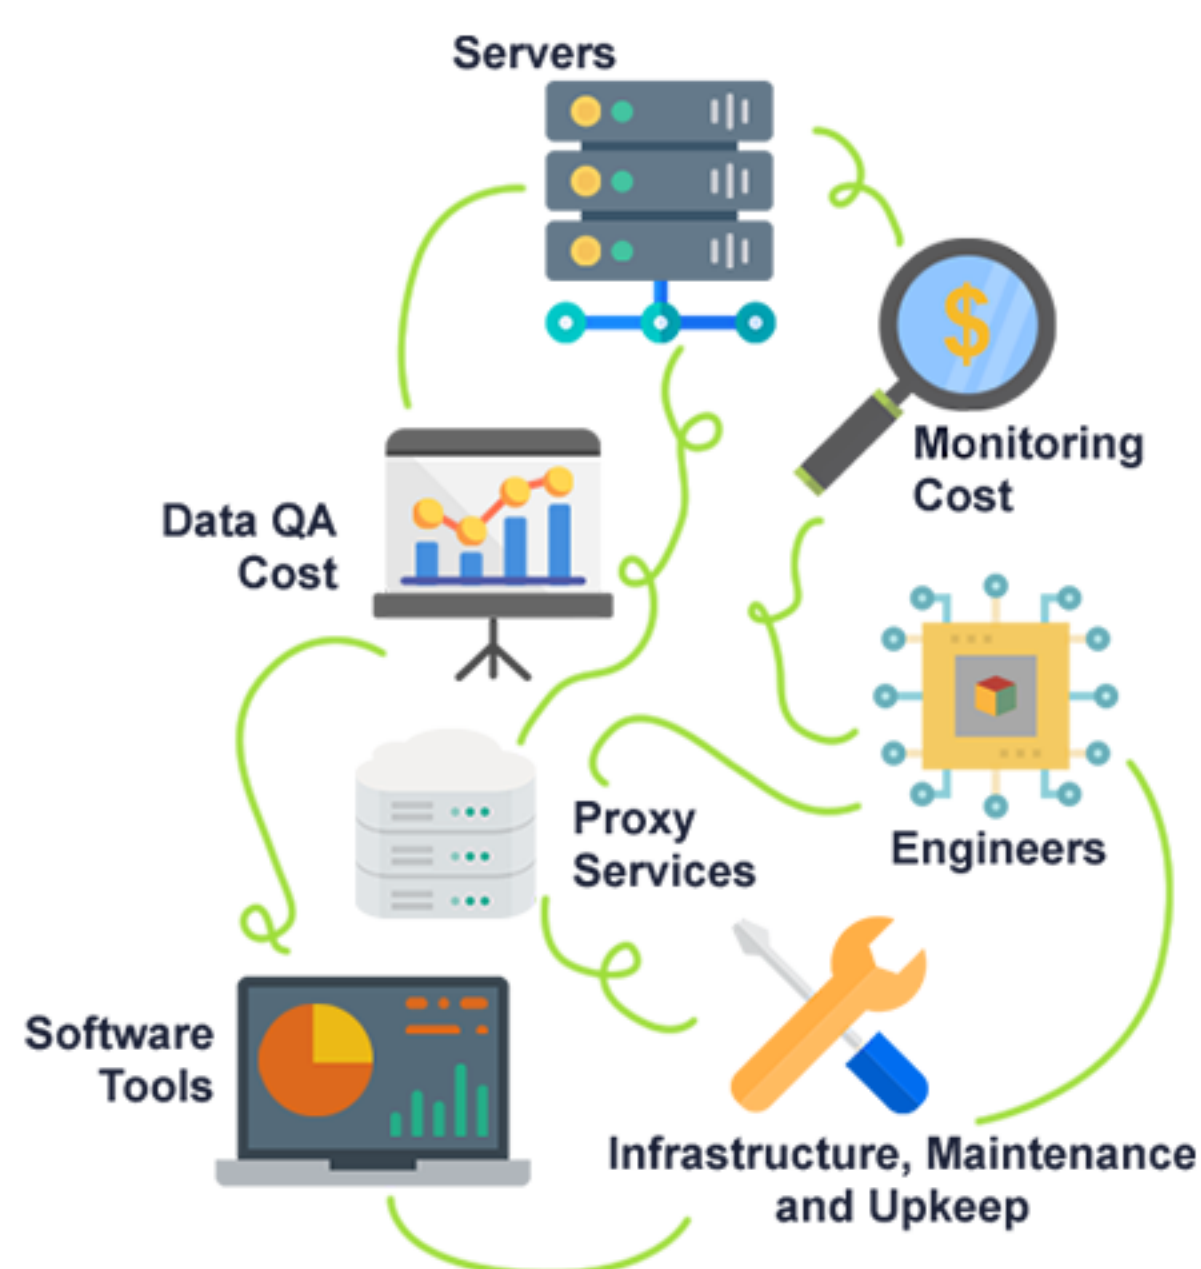 Servers
$
Monitoring
Cost
Data QA
Cost
Proxy
Services
Engineers
Software
Tools
Infrastructure, Maintenance
and Upkeep